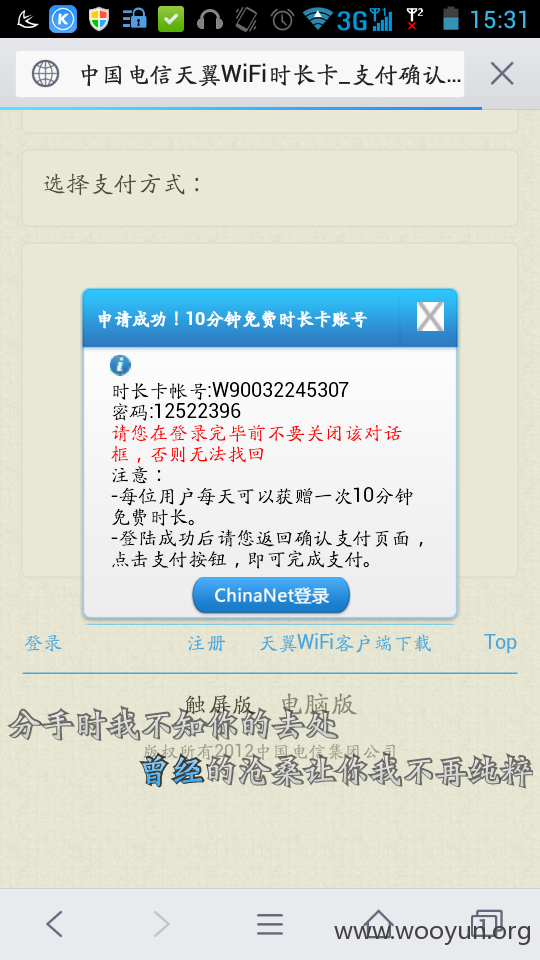 3G 1 2 15:31
中国电信天翼WiFi时长卡_支付确认...
选择支付方式：
申请成功！10分钟免费时长卡账号
时长卡帐号:W90032245307
密码:12522396
请您在登录完毕前不要关闭该对话
框，否则无法找回
注意：
-每位用户每天可以获赠一次10分钟
免费时长。
-登陆成功后请您返回确认支付页面，
点击支付按钮，即可完成支付。
ChinaNet登录
登录 注册 天翼WiFi客户端下载 Top
触屏版 电脑版
分手时我不知你的去处
版权所有2012中国电信集团公司
曾经的沧桑让你我不再纯粹
1
www.wooyun.org